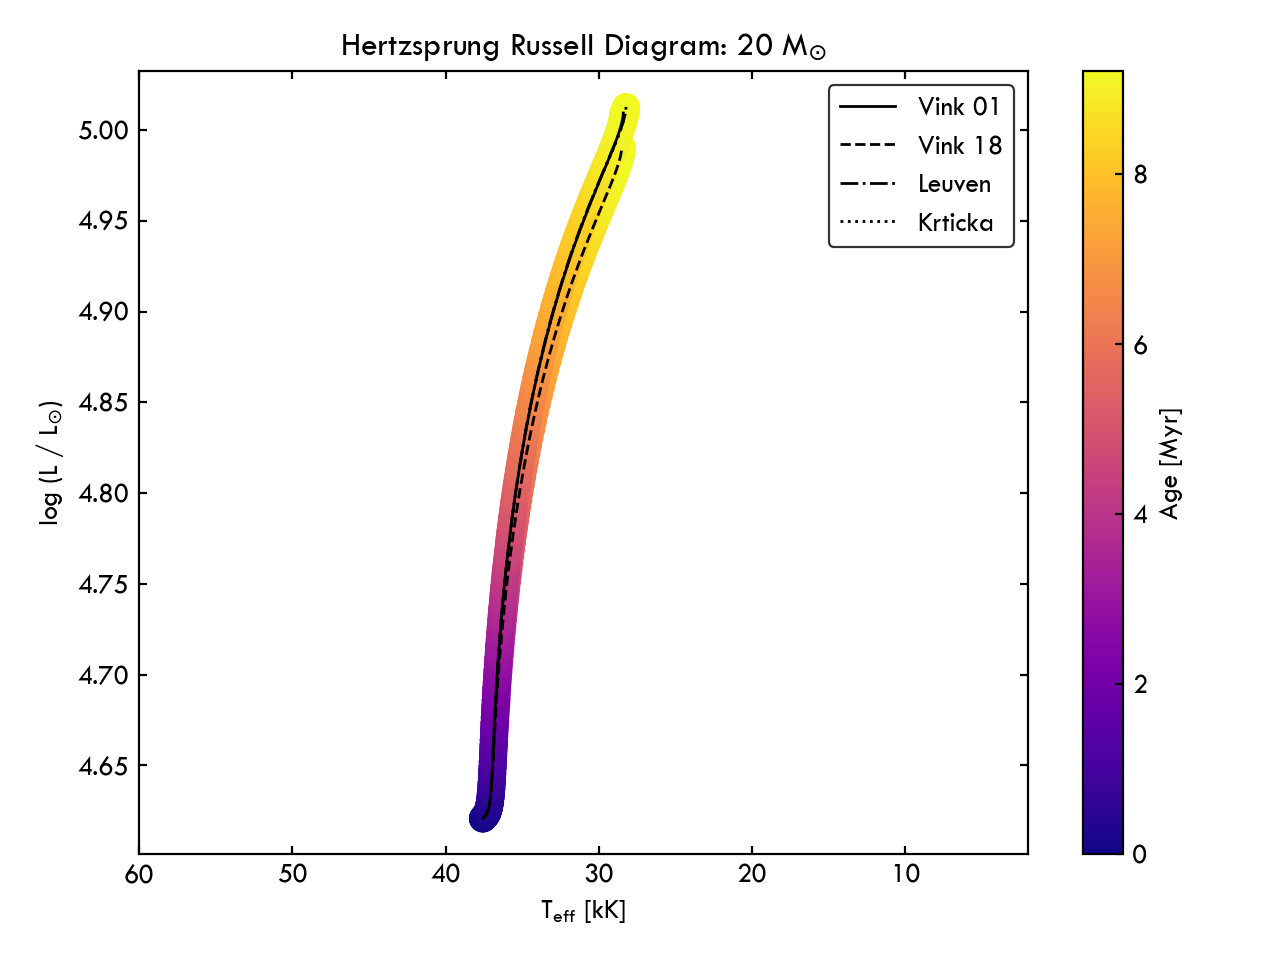 Hertzsprung Russell Diagram: 20 M☉
Vink 01
Vink 18
Leuven
Krticka
5.00
4.95
4.90
4.85
4.80
4.75
4.70
4.65
log (L / L☉)
60 50 40 30 20 10
T_eff [kK]
8
6
4
2
0
Age [Myr]